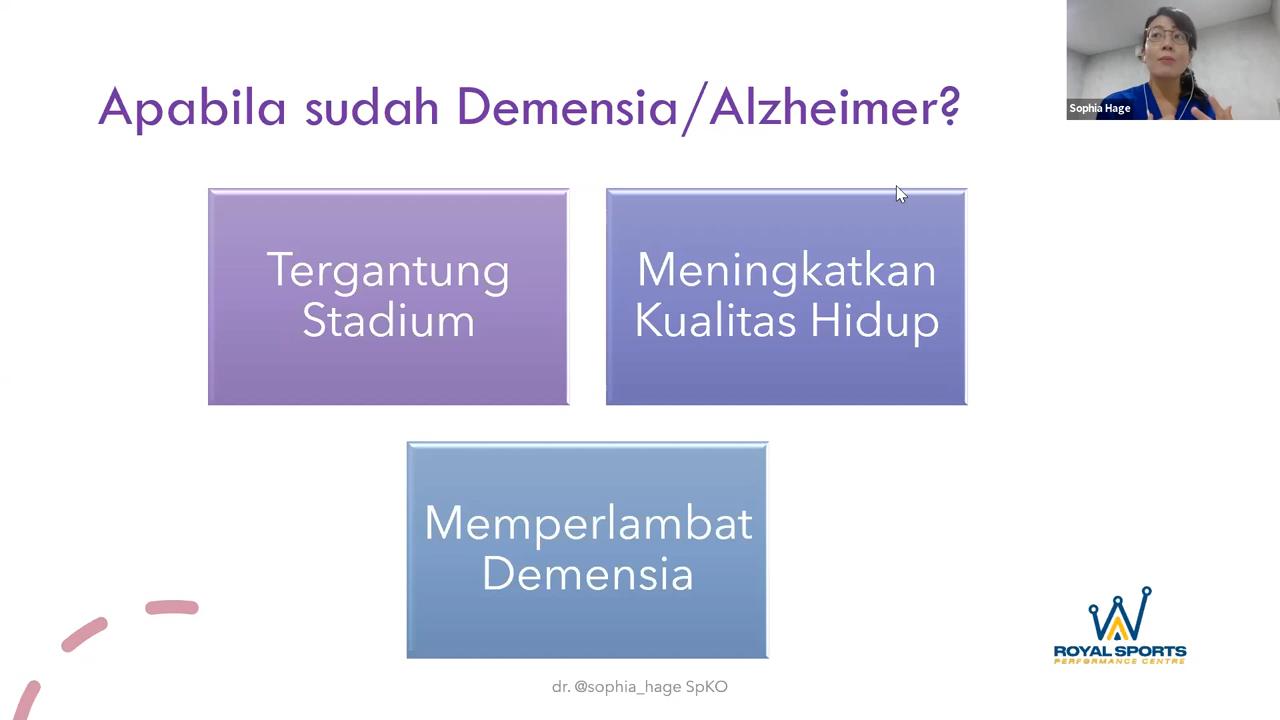 Apabila sudah Demensia/Alzheimer?
Sophia Hage
Tergantung
Stadium
Meningkatkan
Kualitas Hidup
Memperlambat
Demensia
ROYAL SPORTS
PERFORMANCE CENTRE
dr. @sophia_hage SpKO